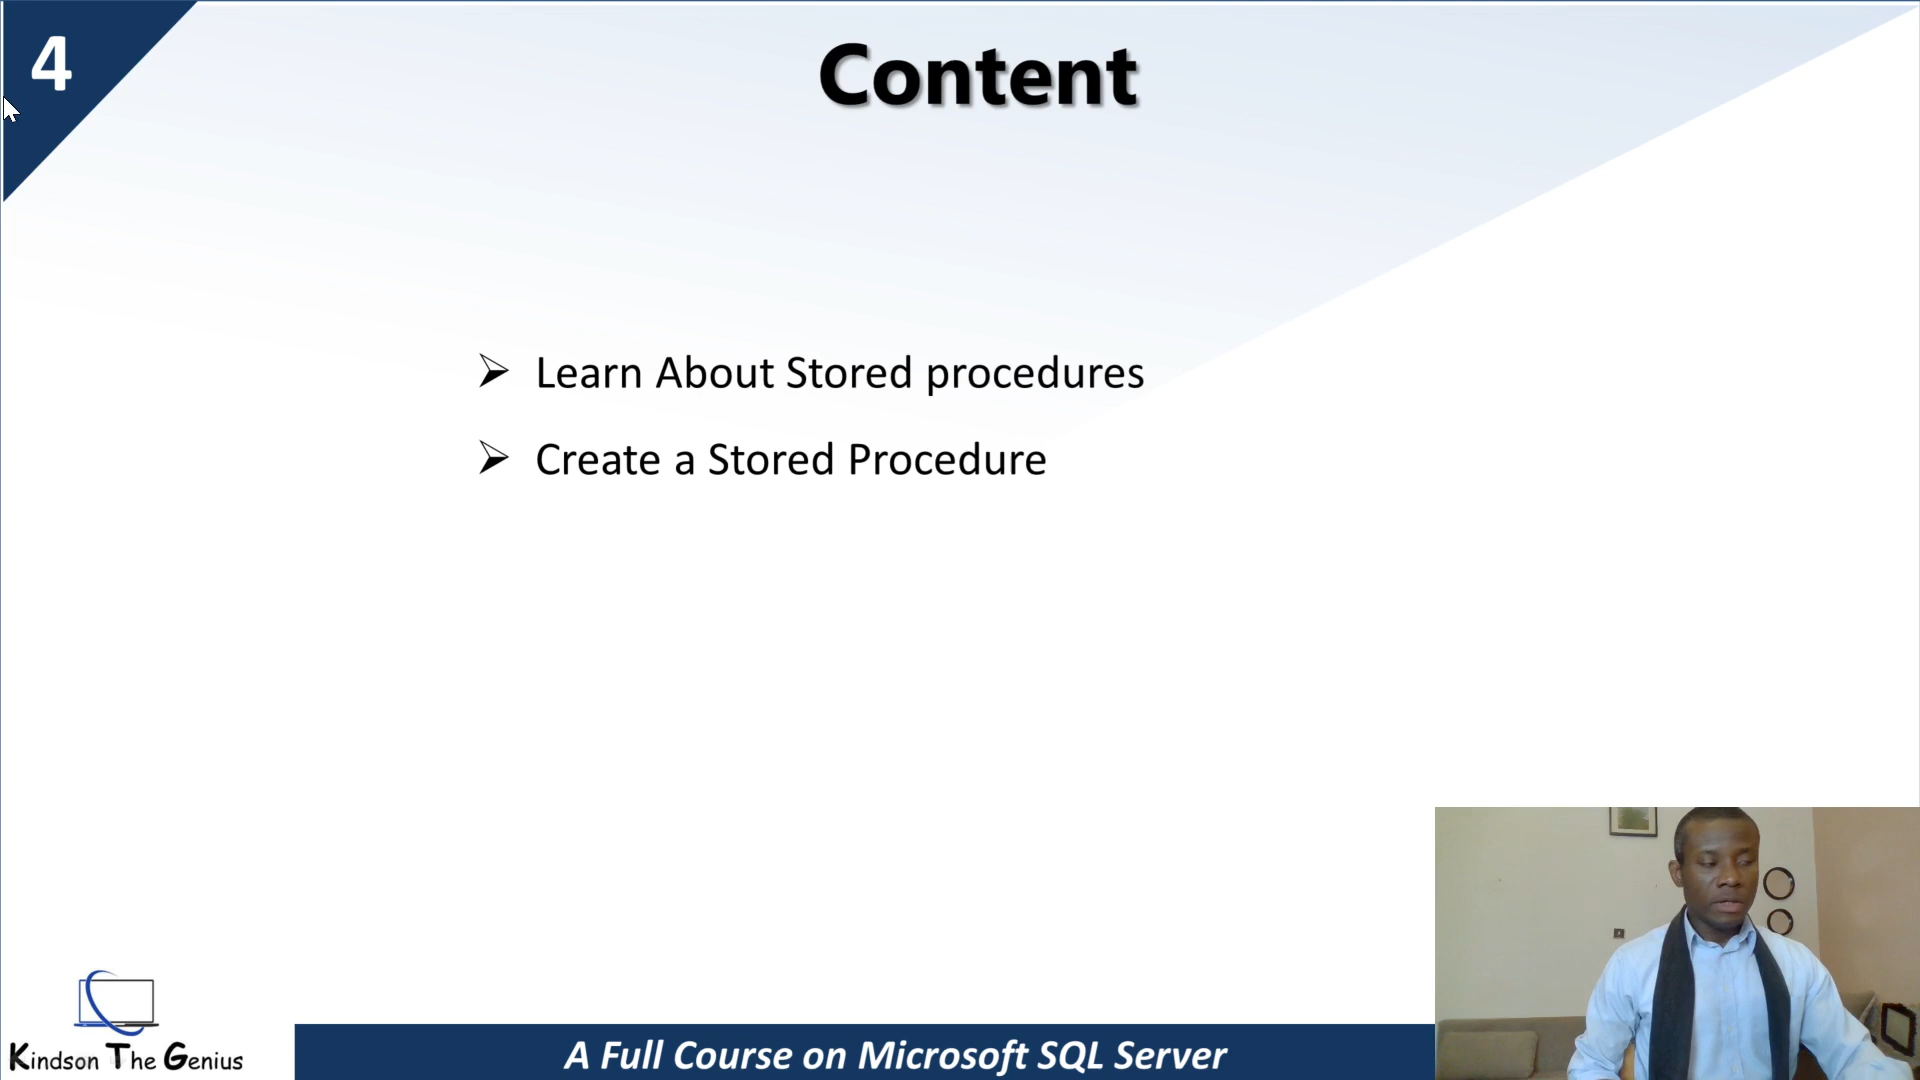 4
Content
Learn About Stored procedures
Create a Stored Procedure
Kindson The Genius
A Full Course on Microsoft SQL Server